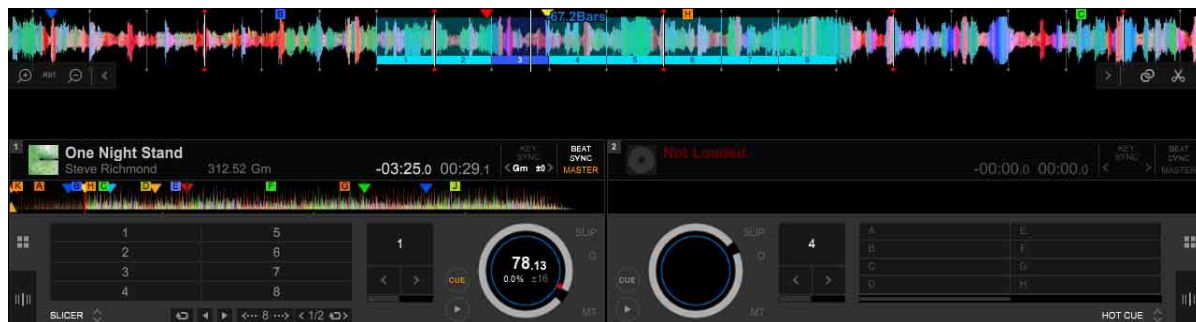 B 67.2Bars H C
1 2 3 4 5 6 7 8
RST
1 One Night Stand KEY SYNC BEAT SYNC
Steve Richmond 312.52 Gm -03:25.0 00:29.1 < Gm ±0 > MASTER
2 Not Loaded. KEY SYNC BEAT SYNC
-00:00.0 00:00.0 < > MASTER
K A B H C D E F G J
1 5
2 6
3 7
4 8
1
< >
SLIP
Q
78.13
0.0% ±16
CUE
MT
SLICER <--- 8 ---> < 1/2
SLIP
Q
CUE
MT
4
< >
A E
B F
C G
D H
HOT CUE